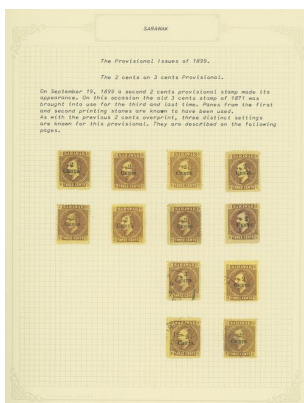 SARAWAK
The Provisional Issues of 1899.
The 2 cents on 3 cents Provisional.
On September 19, 1899 a second 2 cents provisional stamp made its
appearance. On this occasion the old 3 cents stamp of 1871 was
brought into use for the third and last time. Panes from the first
and second printing stones are known to have been used.
As with the previous 2 cents overprint, three distinct settings
are known for this provisional. They are described on the following
pages.